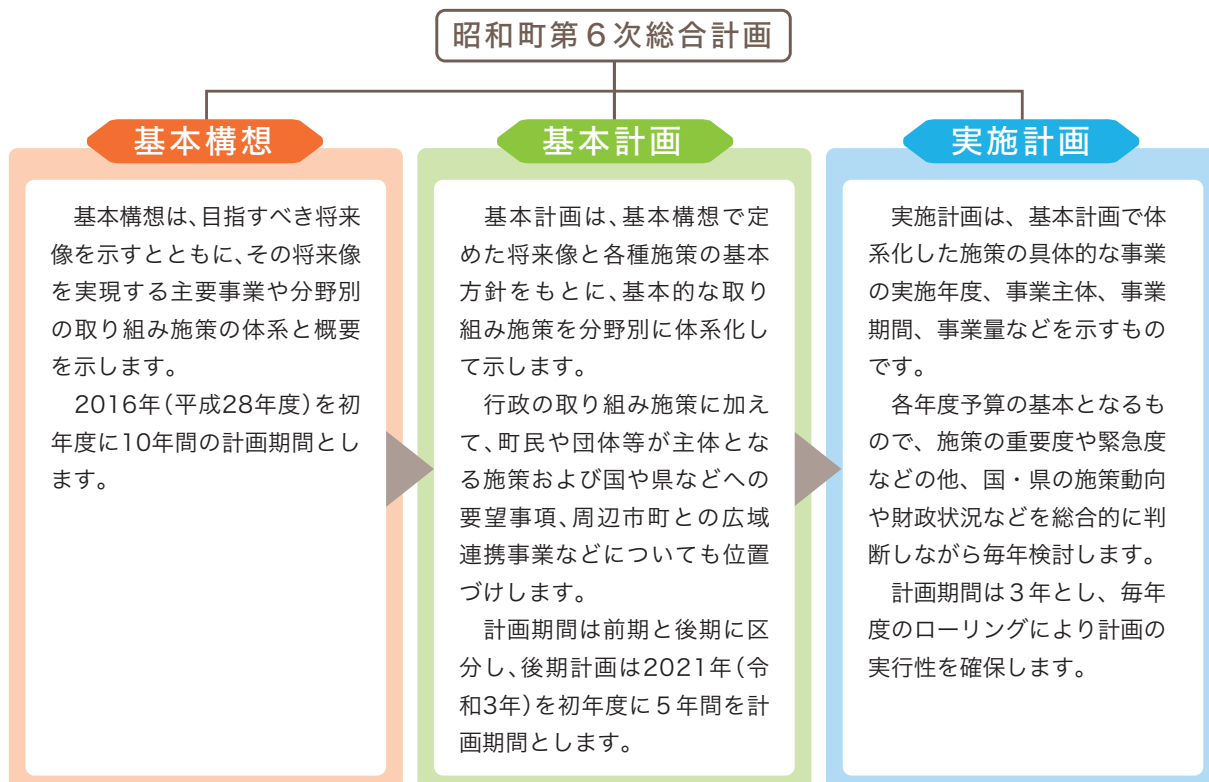 昭和町第６次総合計画
基本構想
基本構想は、目指すべき将来
像を示すとともに、その将来像
を実現する主要事業や分野別
の取り組み施策の体系と概要
を示します。
2016年(平成28年度)を初
年度に10年間の計画期間とし
ます。
基本計画
基本計画は、基本構想で定
めた将来像と各種施策の基本
方針をもとに、基本的な取り
組み施策を分野別に体系化し
て示します。
行政の取り組み施策に加え
て、町民や団体等が主体とな
る施策および国や県などへの
要望事項、周辺市町との広域
連携事業などについても位置
づけします。
計画期間は前期と後期に区
分し、後期計画は2021年(令
和3年)を初年度に５年間を計
画期間とします。
実施計画
実施計画は、基本計画で体
系化した施策の具体的な事業
の実施年度、事業主体、事業
期間、事業量などを示すもの
です。
各年度予算の基本となるも
ので、施策の重要度や緊急度
などの他、国・県の施策動向
や財政状況などを総合的に判
断しながら毎年検討します。
計画期間は３年とし、毎年
度のローリングにより計画の
実行性を確保します。